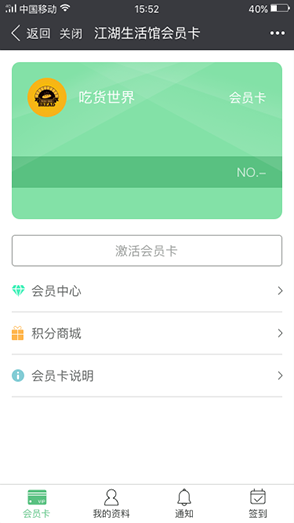 中国移动 15:52 40%
返回 关闭 江湖生活馆会员卡
吃货世界 会员卡
NO.–
激活会员卡
会员中心
积分商城
会员卡说明
会员卡 我的资料 通知 签到